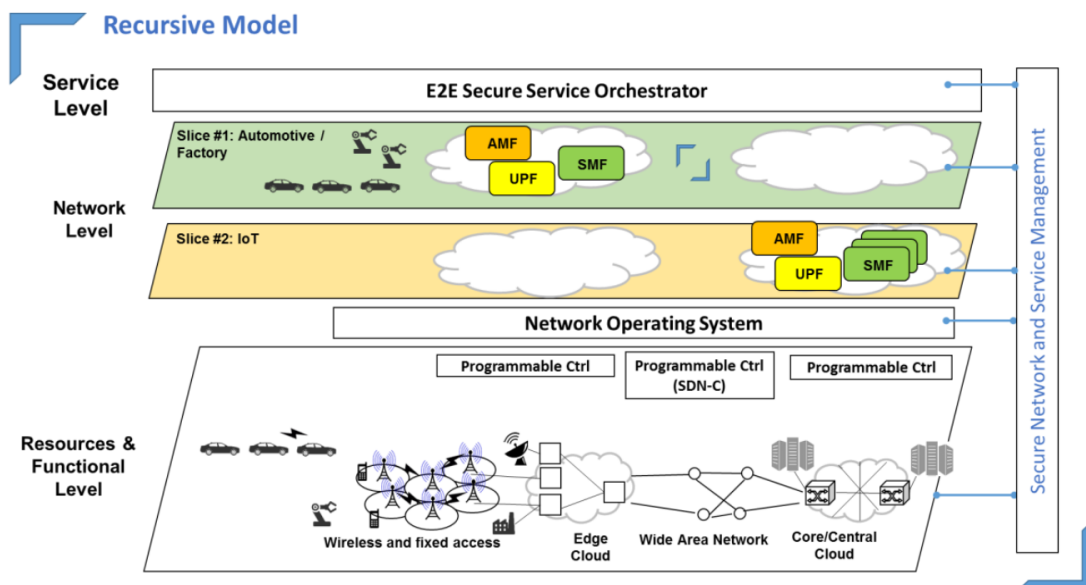 Recursive Model
Service
Level
E2E Secure Service Orchestrator
Slice #1: Automotive /
Factory
AMF
UPF
SMF
Network
Level
Slice #2: IoT
AMF
UPF
SMF
Network Operating System
Programmable Ctrl
Programmable Ctrl
(SDN-C)
Programmable Ctrl
Resources &
Functional
Level
Wireless and fixed access
Edge
Cloud
Wide Area Network
Core/Central
Cloud
Secure Network and Service Management